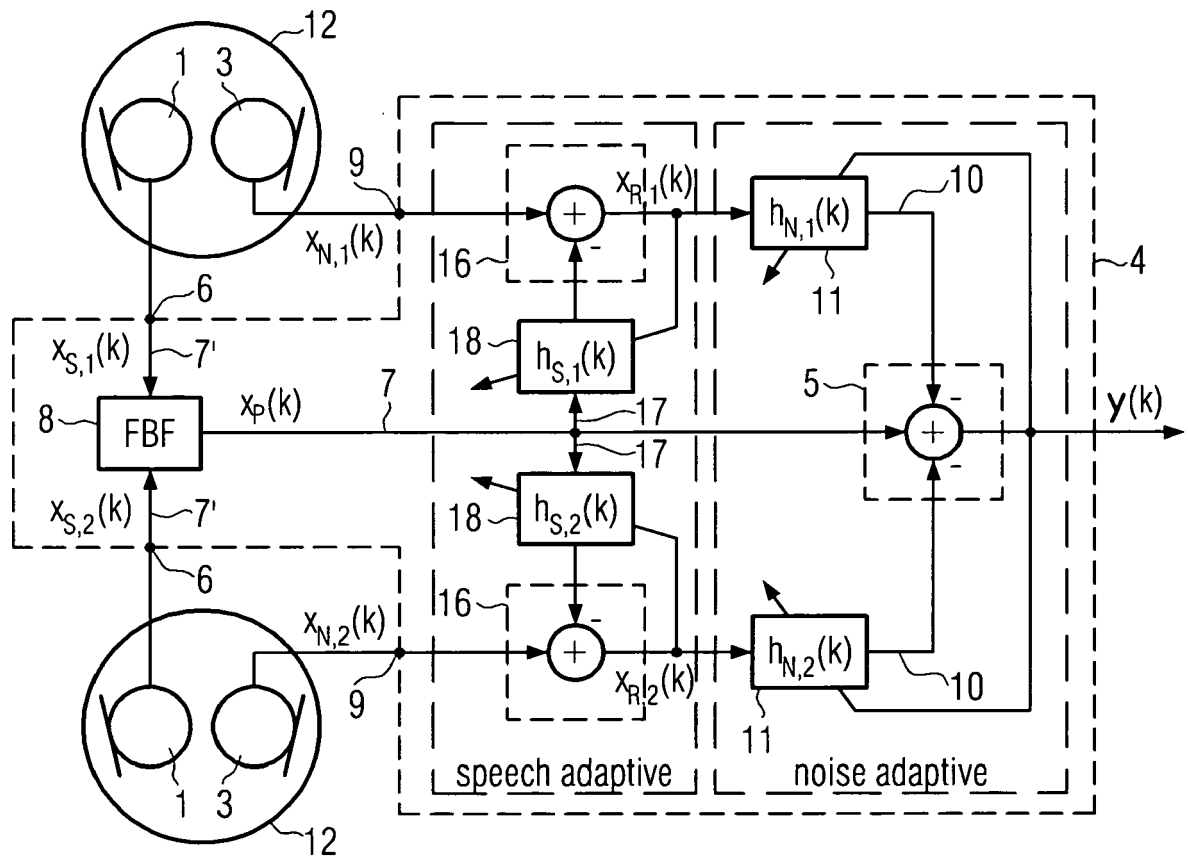 12
1 3
9
x_{N,1}(k)
x_{R,1}(k)
10
16
+
-
h_{N,1}(k)
4
11
6
x_{S,1}(k)
7'
18
h_{S,1}(k)
5
-
8
FBF
x_P(k)
7
17
+
y(k)
17
-
x_{S,2}(k)
7'
18
h_{S,2}(k)
6
16
-
x_{N,2}(k)
+
9
x_{R,2}(k)
h_{N,2}(k)
10
11
1 3
speech adaptive
noise adaptive
12